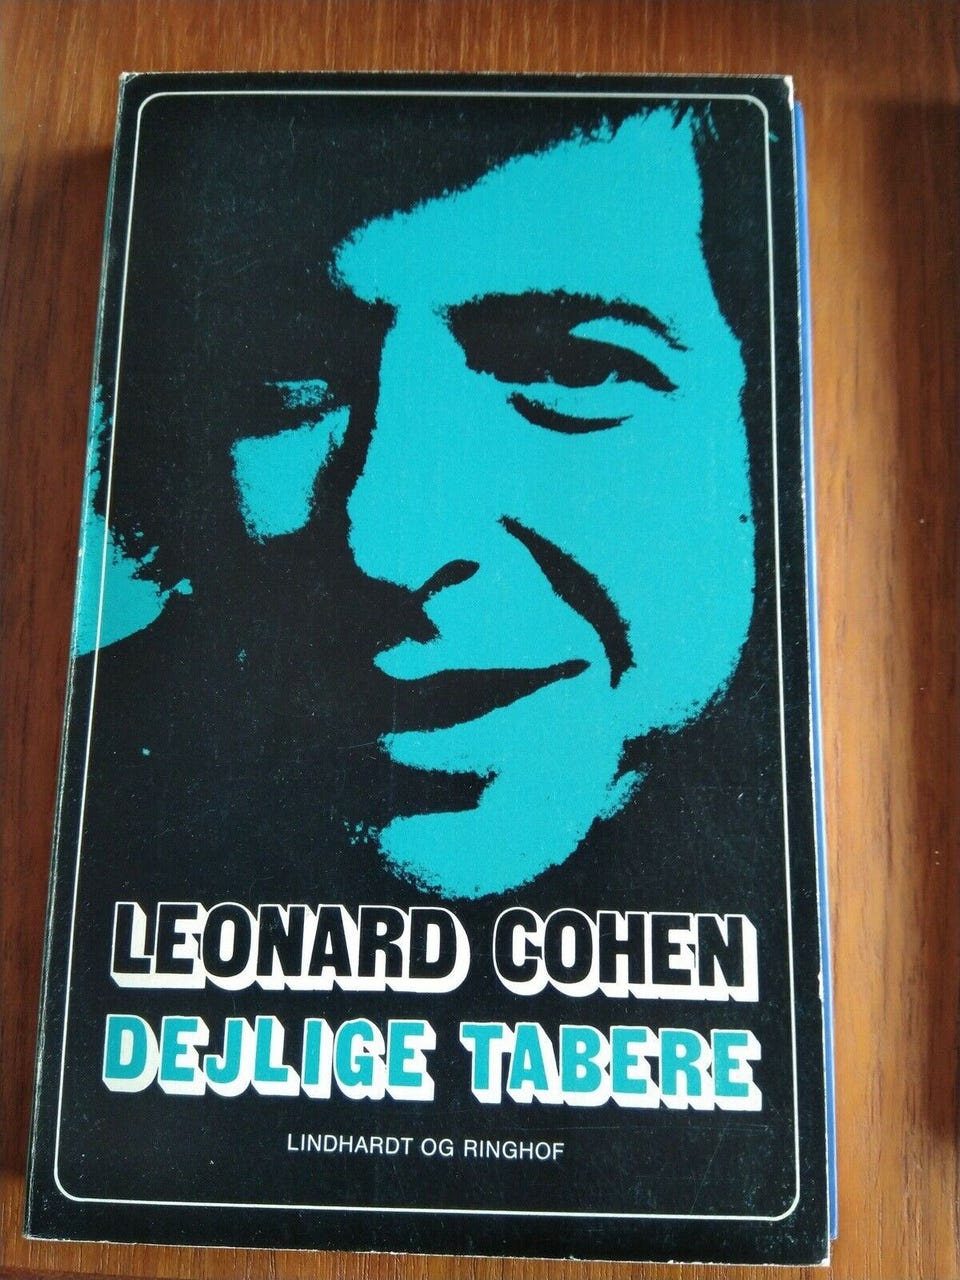 LEONARD COHEN
DEJLIGE TABERE
LINDHARDT OG RINGHOF